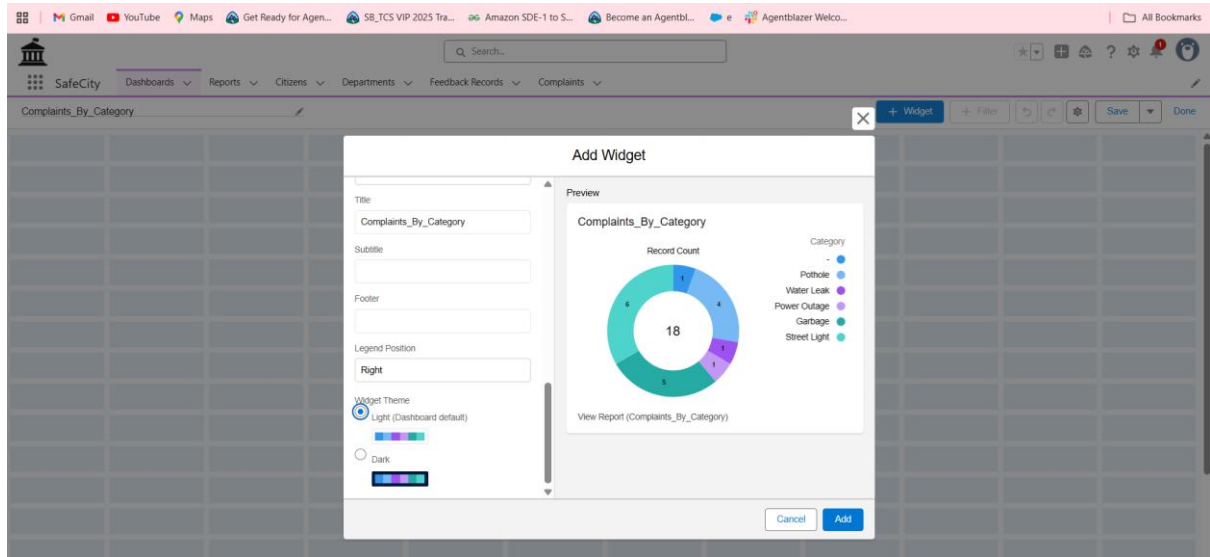 Gmail YouTube Maps Get Ready for Agen... SB_TCS VIP 2025 Tra... Amazon SDE-1 to S... Become an Agentbl... e Agentblazer Welco... All Bookmarks
Search...
SafeCity Dashboards Reports Citizens Departments Feedback Records Complaints
Complaints_By_Category + Widget + Filter Save Done
Add Widget
Title
Complaints_By_Category
Subtitle
Footer
Legend Position
Right
Widget Theme
Light (Dashboard default)
Dark
Preview
Complaints_By_Category
Record Count
Category
-
Pothole
Water Leak
Power Outage
Garbage
Street Light
1
4
1
1
5
6
18
View Report (Complaints_By_Category)
Cancel Add